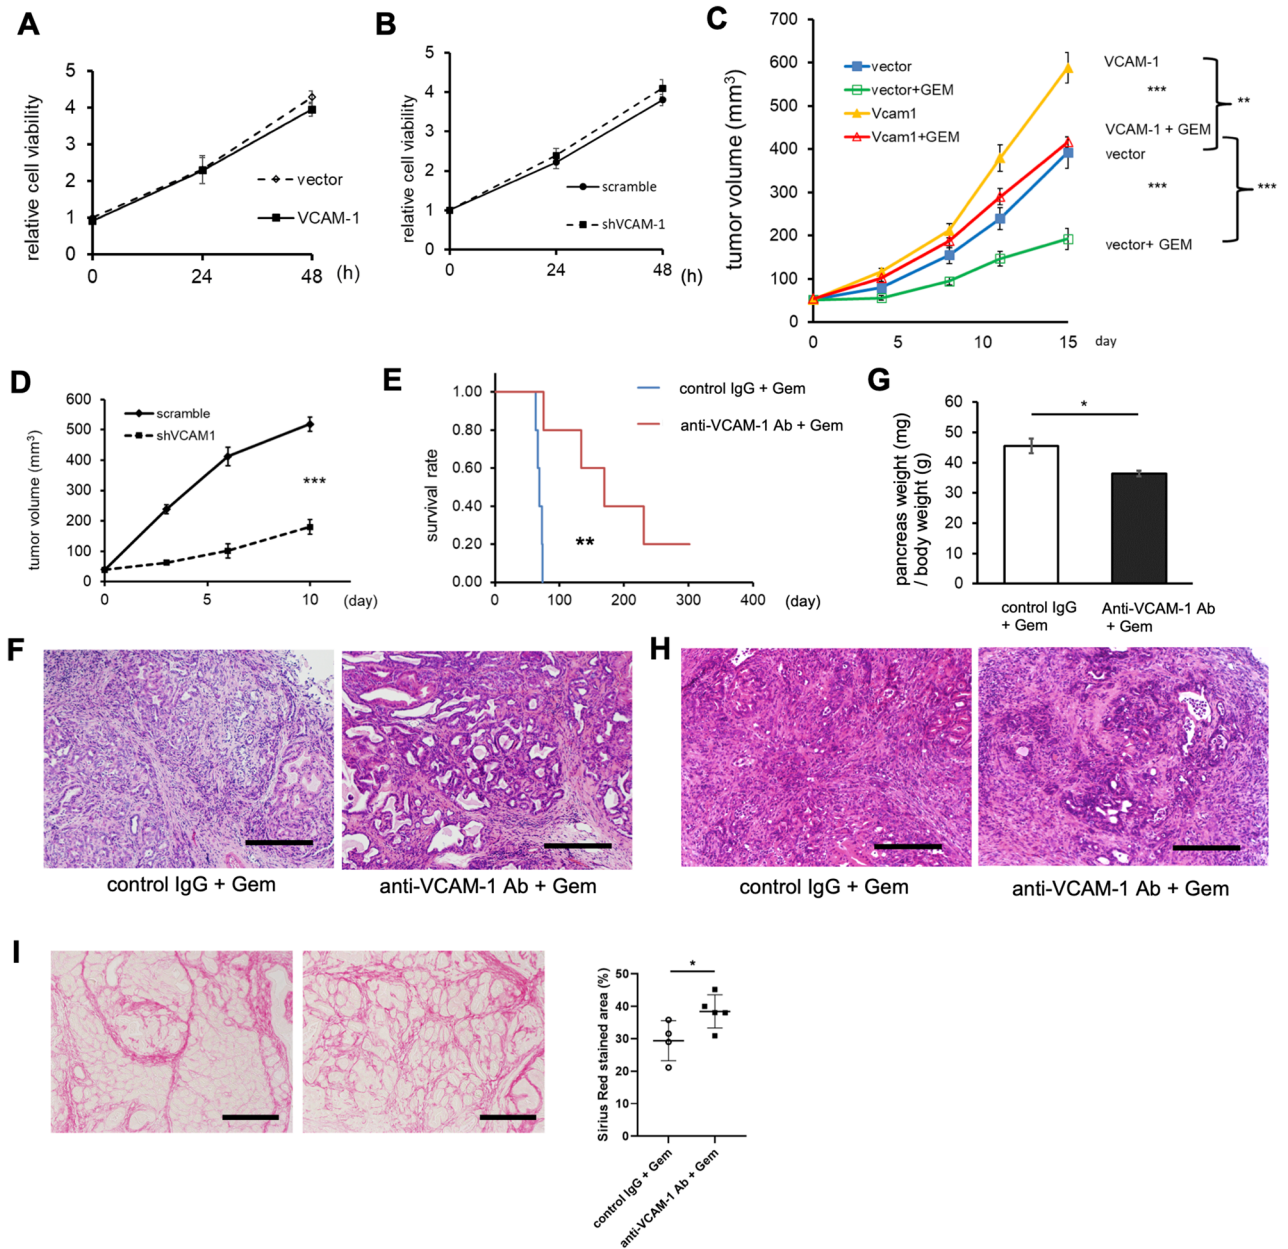 A
relative cell viability
5
4
3
2
1
0
0
24
48
(h)
vector
VCAM-1
B
relative cell viability
5
4
3
2
1
0
0
24
48
(h)
scramble
shVCAM-1
C
tumor volume (mm3)
700
600
500
400
300
200
100
0
0
5
10
15
day
vector
vector+GEM
Vcam1
Vcam1+GEM
VCAM-1
***
**
VCAM-1 + GEM
vector
***
***
vector+ GEM
D
tumor volume (mm3)
600
500
400
300
200
100
0
0
5
10
(day)
scramble
shVCAM1
***
E
survival rate
1.00
0.80
0.60
0.40
0.20
0.00
0
100
200
300
400
(day)
control IgG + Gem
anti-VCAM-1 Ab + Gem
**
G
pancreas weight (mg)
/ body weight (g)
60
50
40
30
20
10
0
*
control IgG
+ Gem
Anti-VCAM-1 Ab
+ Gem
F
control IgG + Gem
anti-VCAM-1 Ab + Gem
H
control IgG + Gem
anti-VCAM-1 Ab + Gem
I
Sirius Red stained area (%)
50
40
30
20
10
0
*
control IgG + Gem
anti-VCAM-1 Ab + Gem